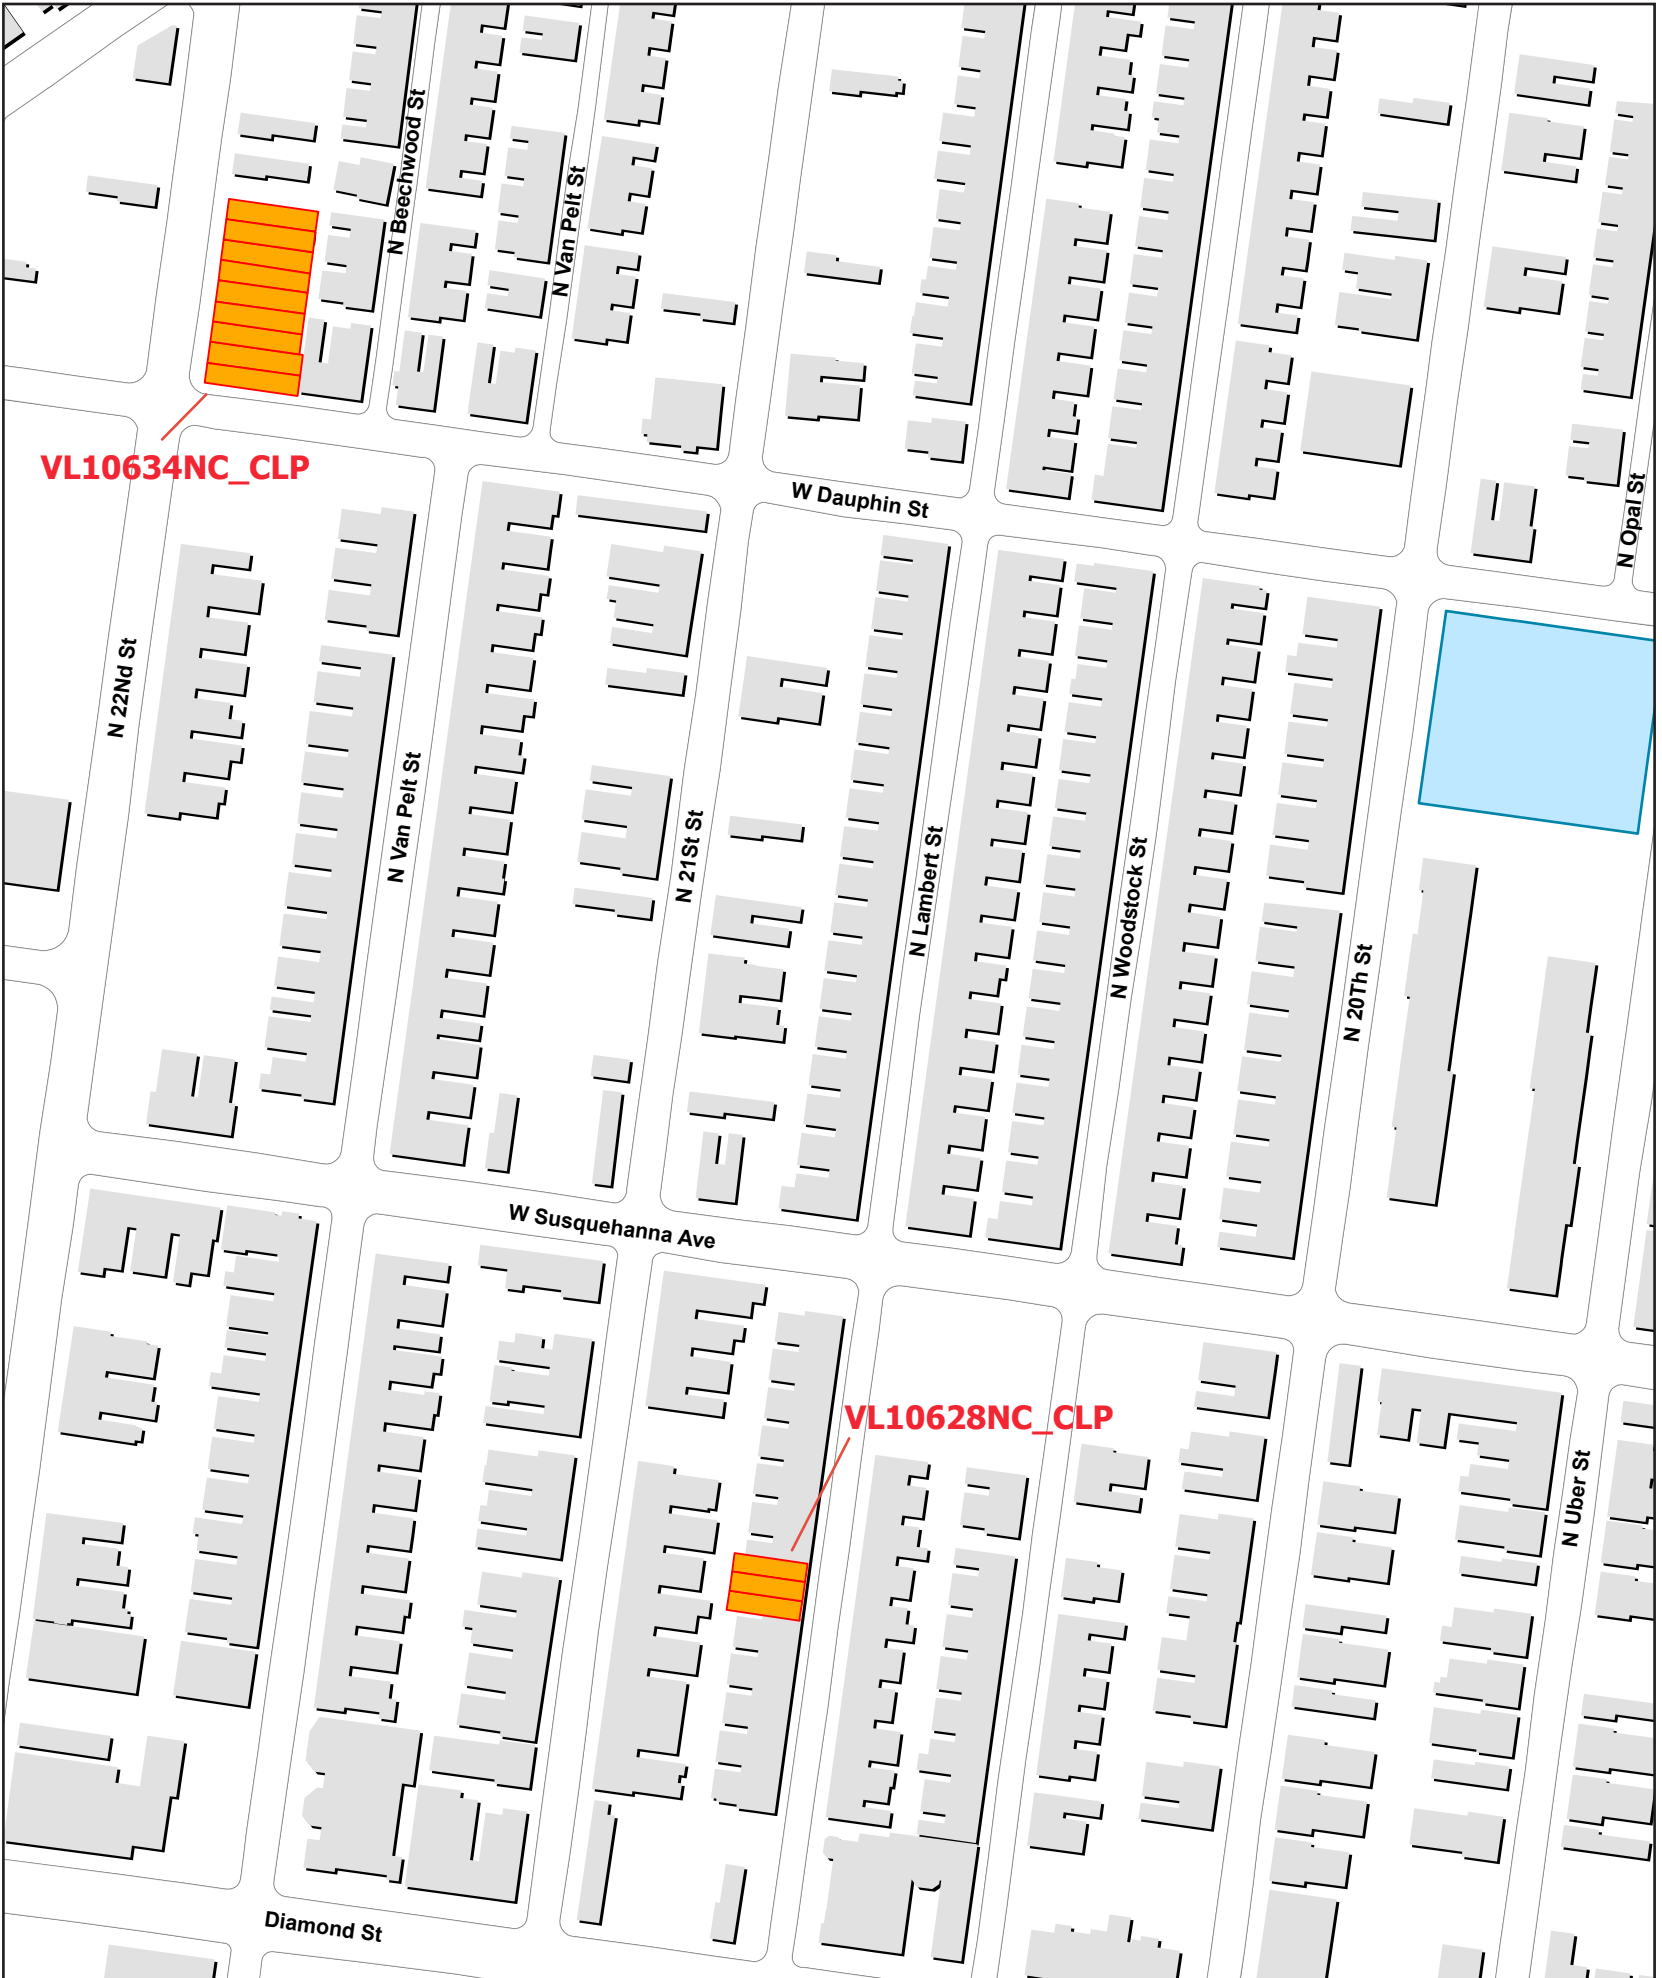 N Beechwood St
N Van Pelt St
VL10634NC_CLP
W Dauphin St
N Opal St
N 22Nd St
N Van Pelt St
N 21St St
N Lambert St
N Woodstock St
N 20Th St
W Susquehanna Ave
VL10628NC_CLP
N Uber St
Diamond St